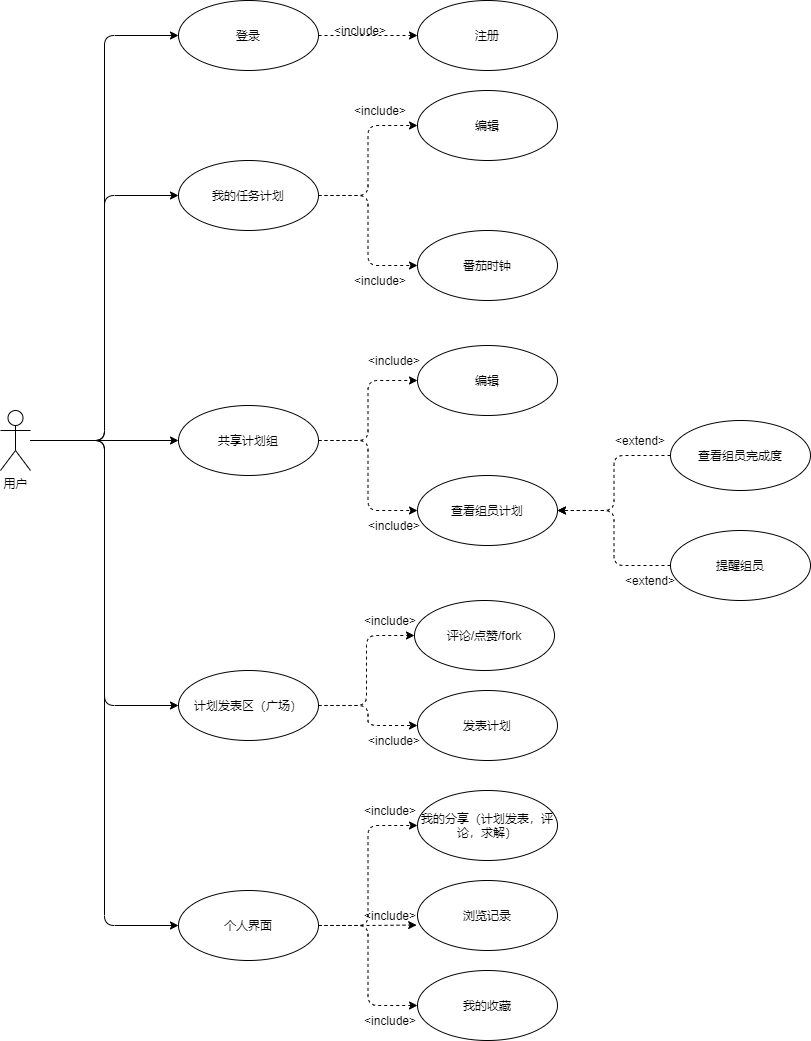 登录
<include>
注册
<include>
编辑
我的任务计划
番茄时钟
<include>
<include>
编辑
用户
共享计划组
<extend>
查看组员完成度
查看组员计划
<include>
提醒组员
<extend>
<include>
评论/点赞/fork
计划发表区（广场）
发表计划
<include>
<include>
我的分享（计划发表，评
论，求解）
个人界面
<include>
浏览记录
我的收藏
<include>